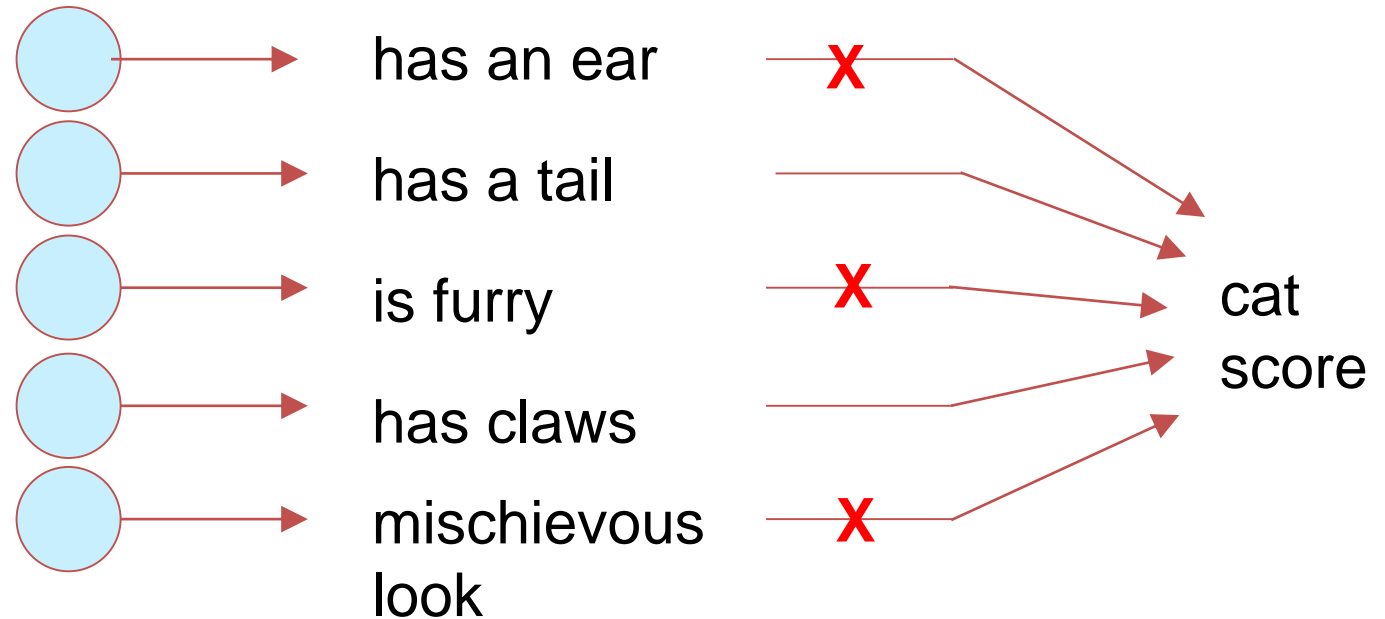 has an ear
X
has a tail
is furry
X
cat
score
has claws
mischievous
look
X